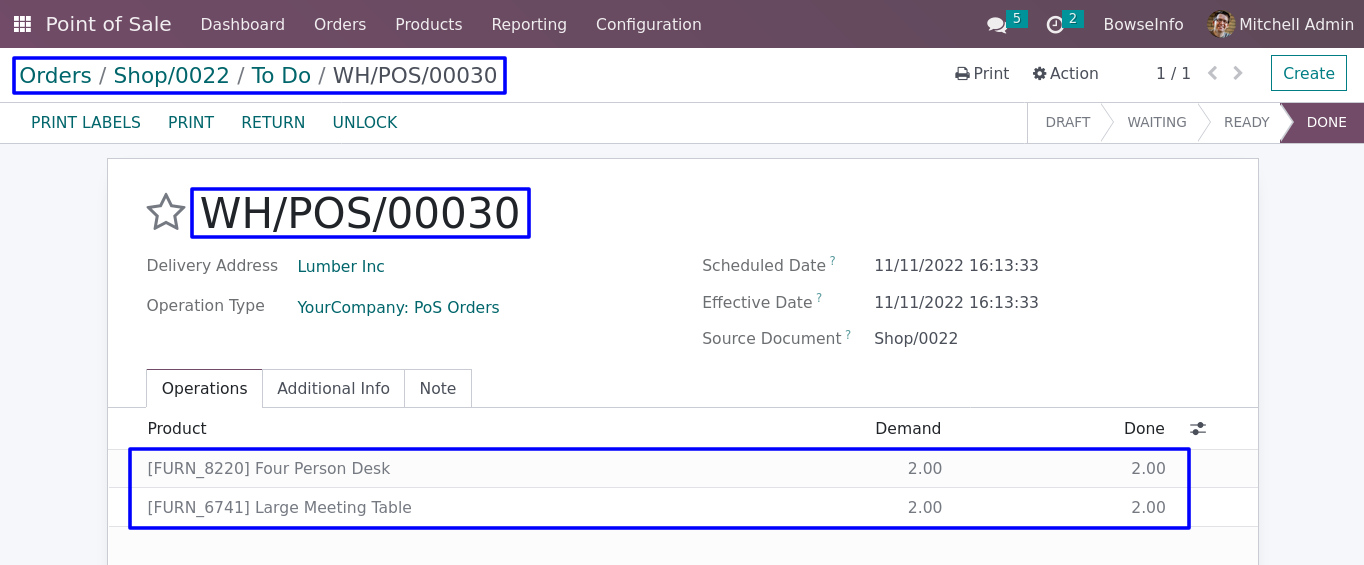 Point of Sale Dashboard Orders Products Reporting Configuration 5 2 BowseInfo Mitchell Admin
Orders / Shop/0022 / To Do / WH/POS/00030 Print Action 1 / 1 Create
PRINT LABELS PRINT RETURN UNLOCK DRAFT WAITING READY DONE
WH/POS/00030
Delivery Address Lumber Inc Scheduled Date ? 11/11/2022 16:13:33
Operation Type YourCompany: PoS Orders Effective Date ? 11/11/2022 16:13:33
Source Document ? Shop/0022
Operations Additional Info Note
Product Demand Done
[FURN_8220] Four Person Desk 2.00 2.00
[FURN_6741] Large Meeting Table 2.00 2.00